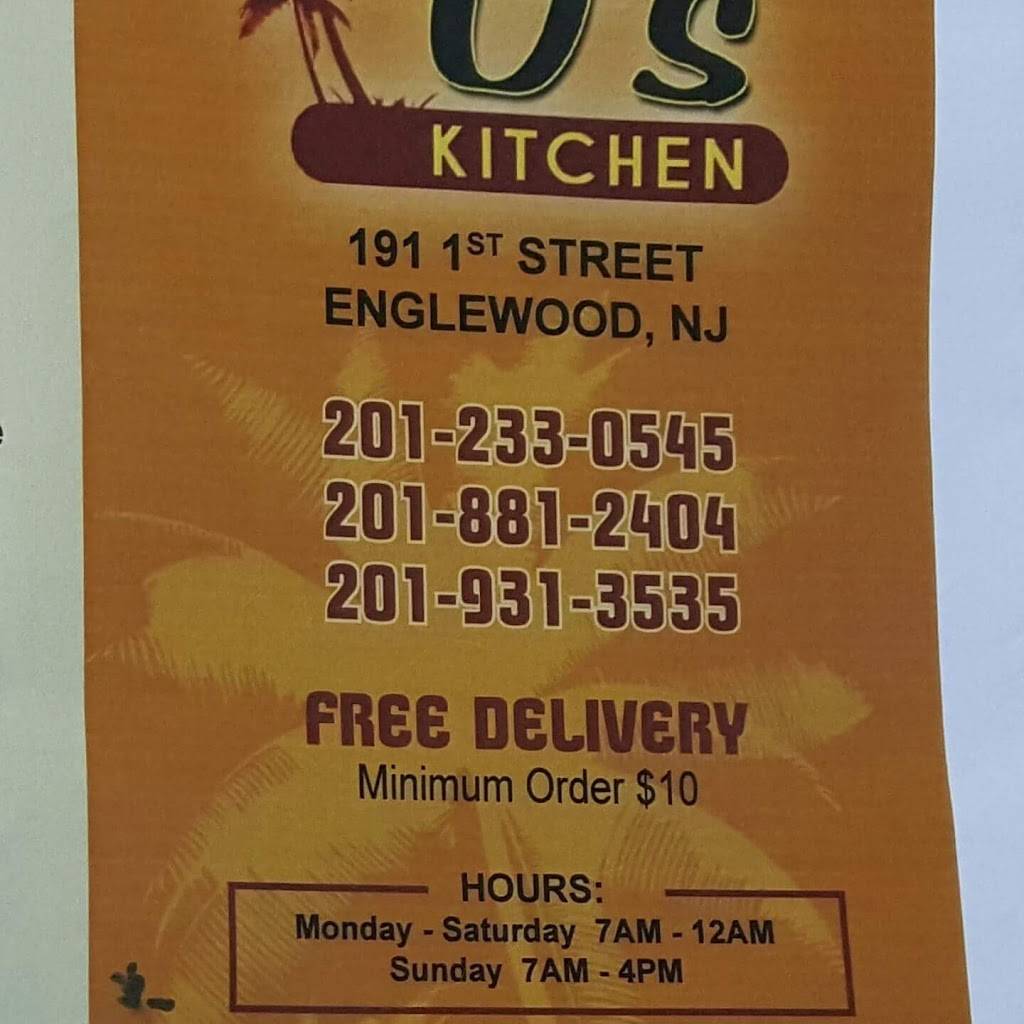 O's
KITCHEN
191 1ST STREET
ENGLEWOOD, NJ
201-233-0545
201-881-2404
201-931-3535
FREE DELIVERY
Minimum Order $10
HOURS:
Monday - Saturday 7AM - 12AM
Sunday 7AM - 4PM